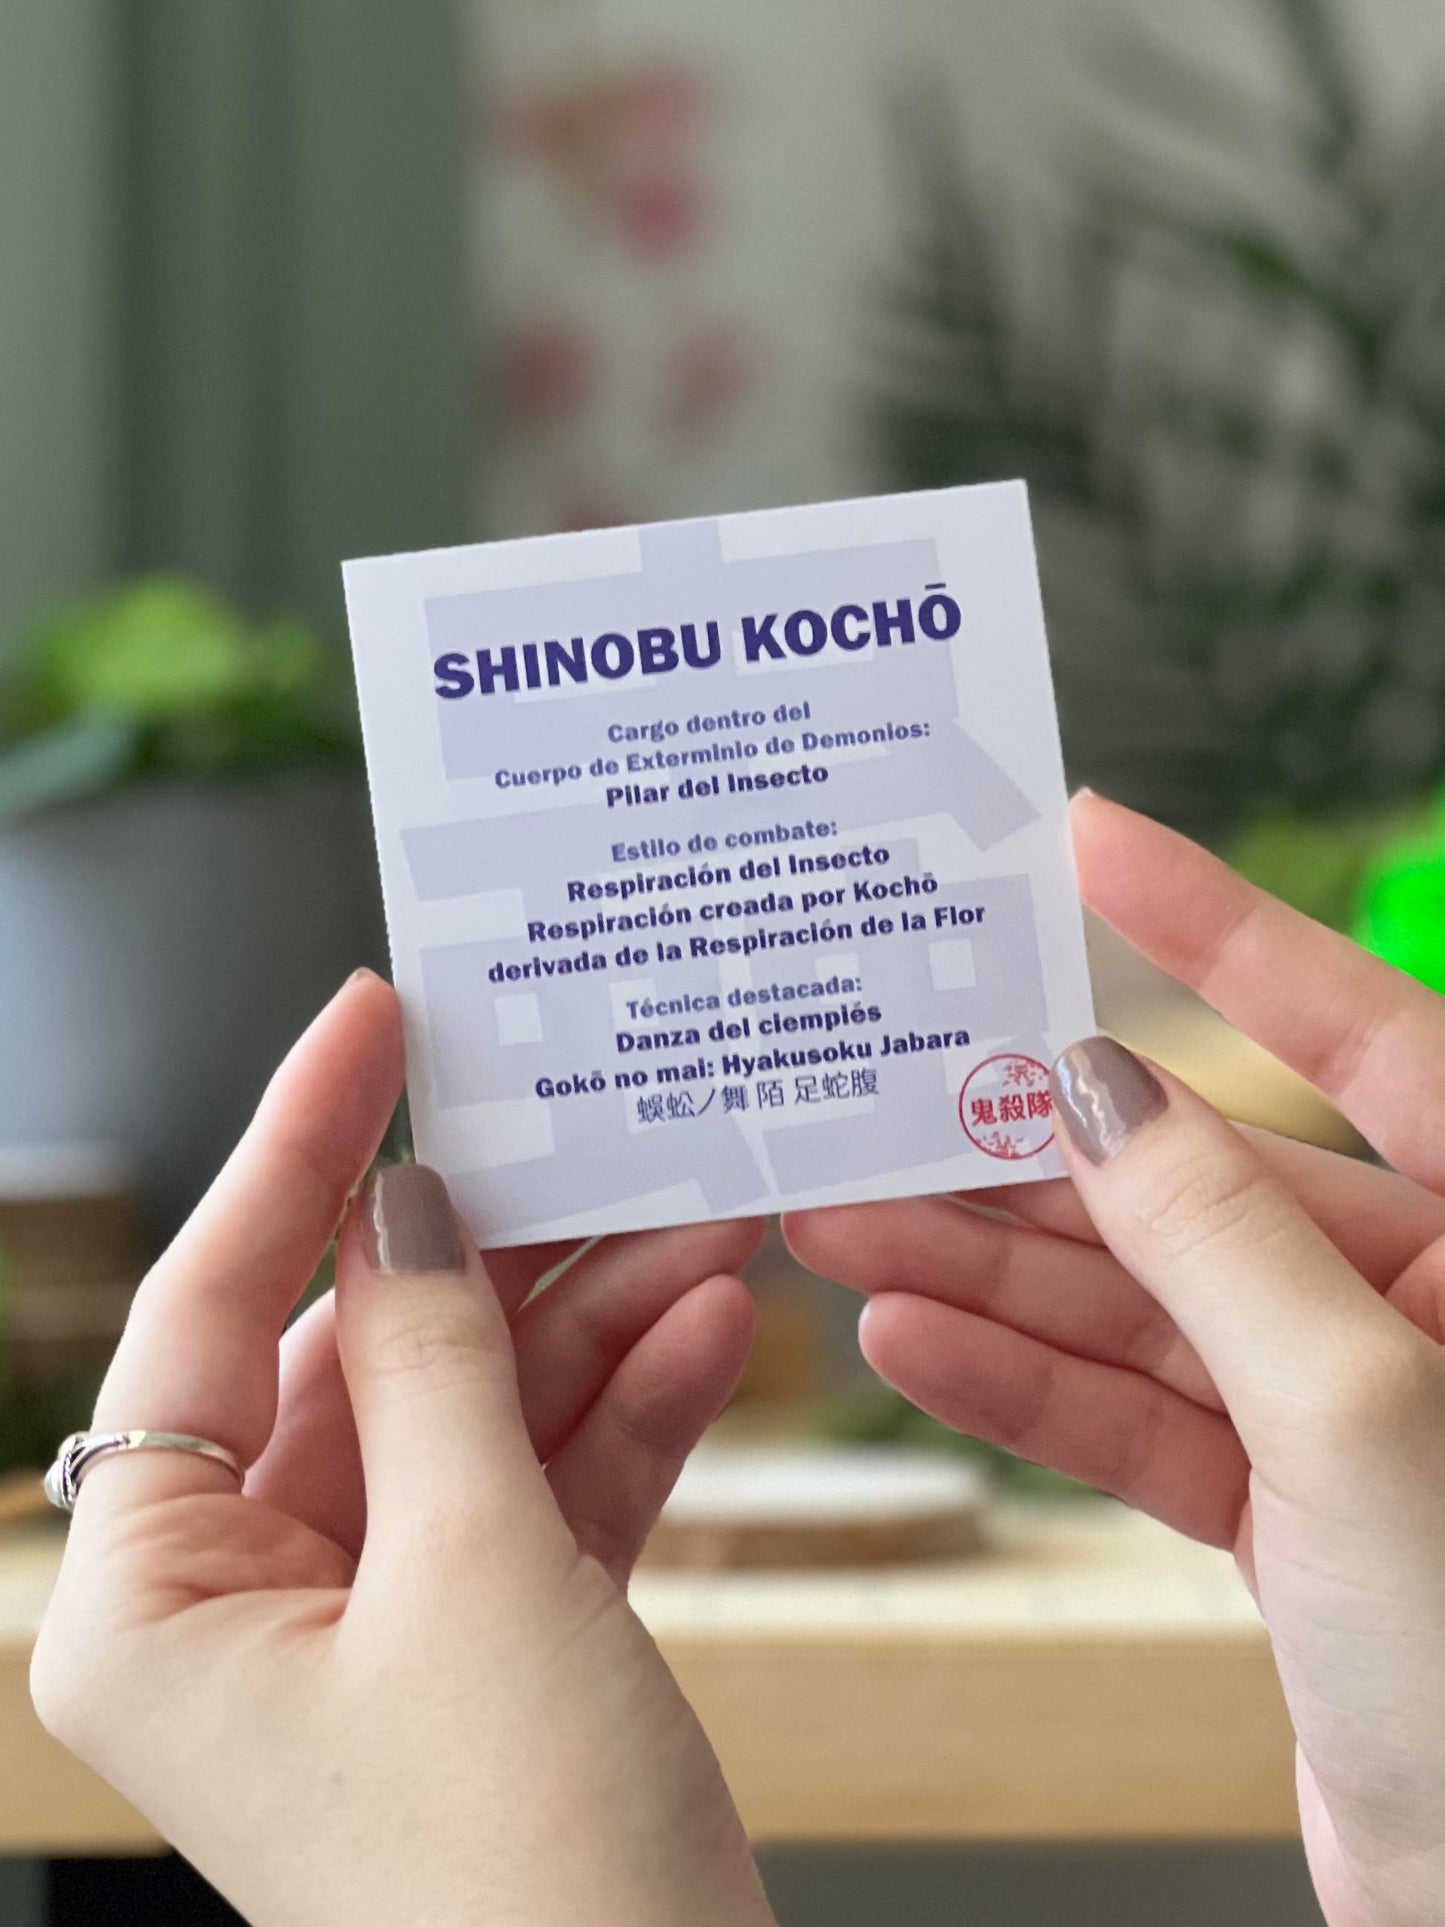 SHINOBU KOCHŌ
Cargo dentro del
Cuerpo de Exterminio de Demonios:
Pilar del Insecto
Estilo de combate:
Respiración del Insecto
Respiración creada por Kochō
derivada de la Respiración de la Flor
Técnica destacada:
Danza del ciempiés
Gokō no mai: Hyakusoku Jabara
蜈蚣ノ舞 陌 足蛇腹
鬼殺隊